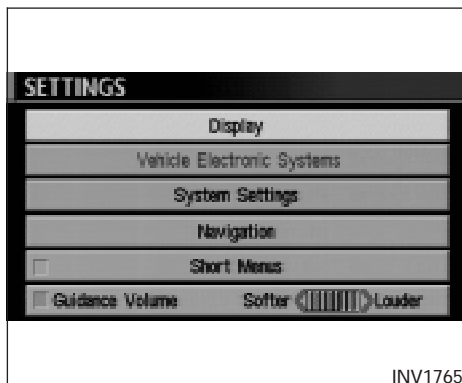 SETTINGS
Display
Vehicle Electronic Systems
System Settings
Navigation
Short Menus
Guidance Volume Softer Louder
INV1765